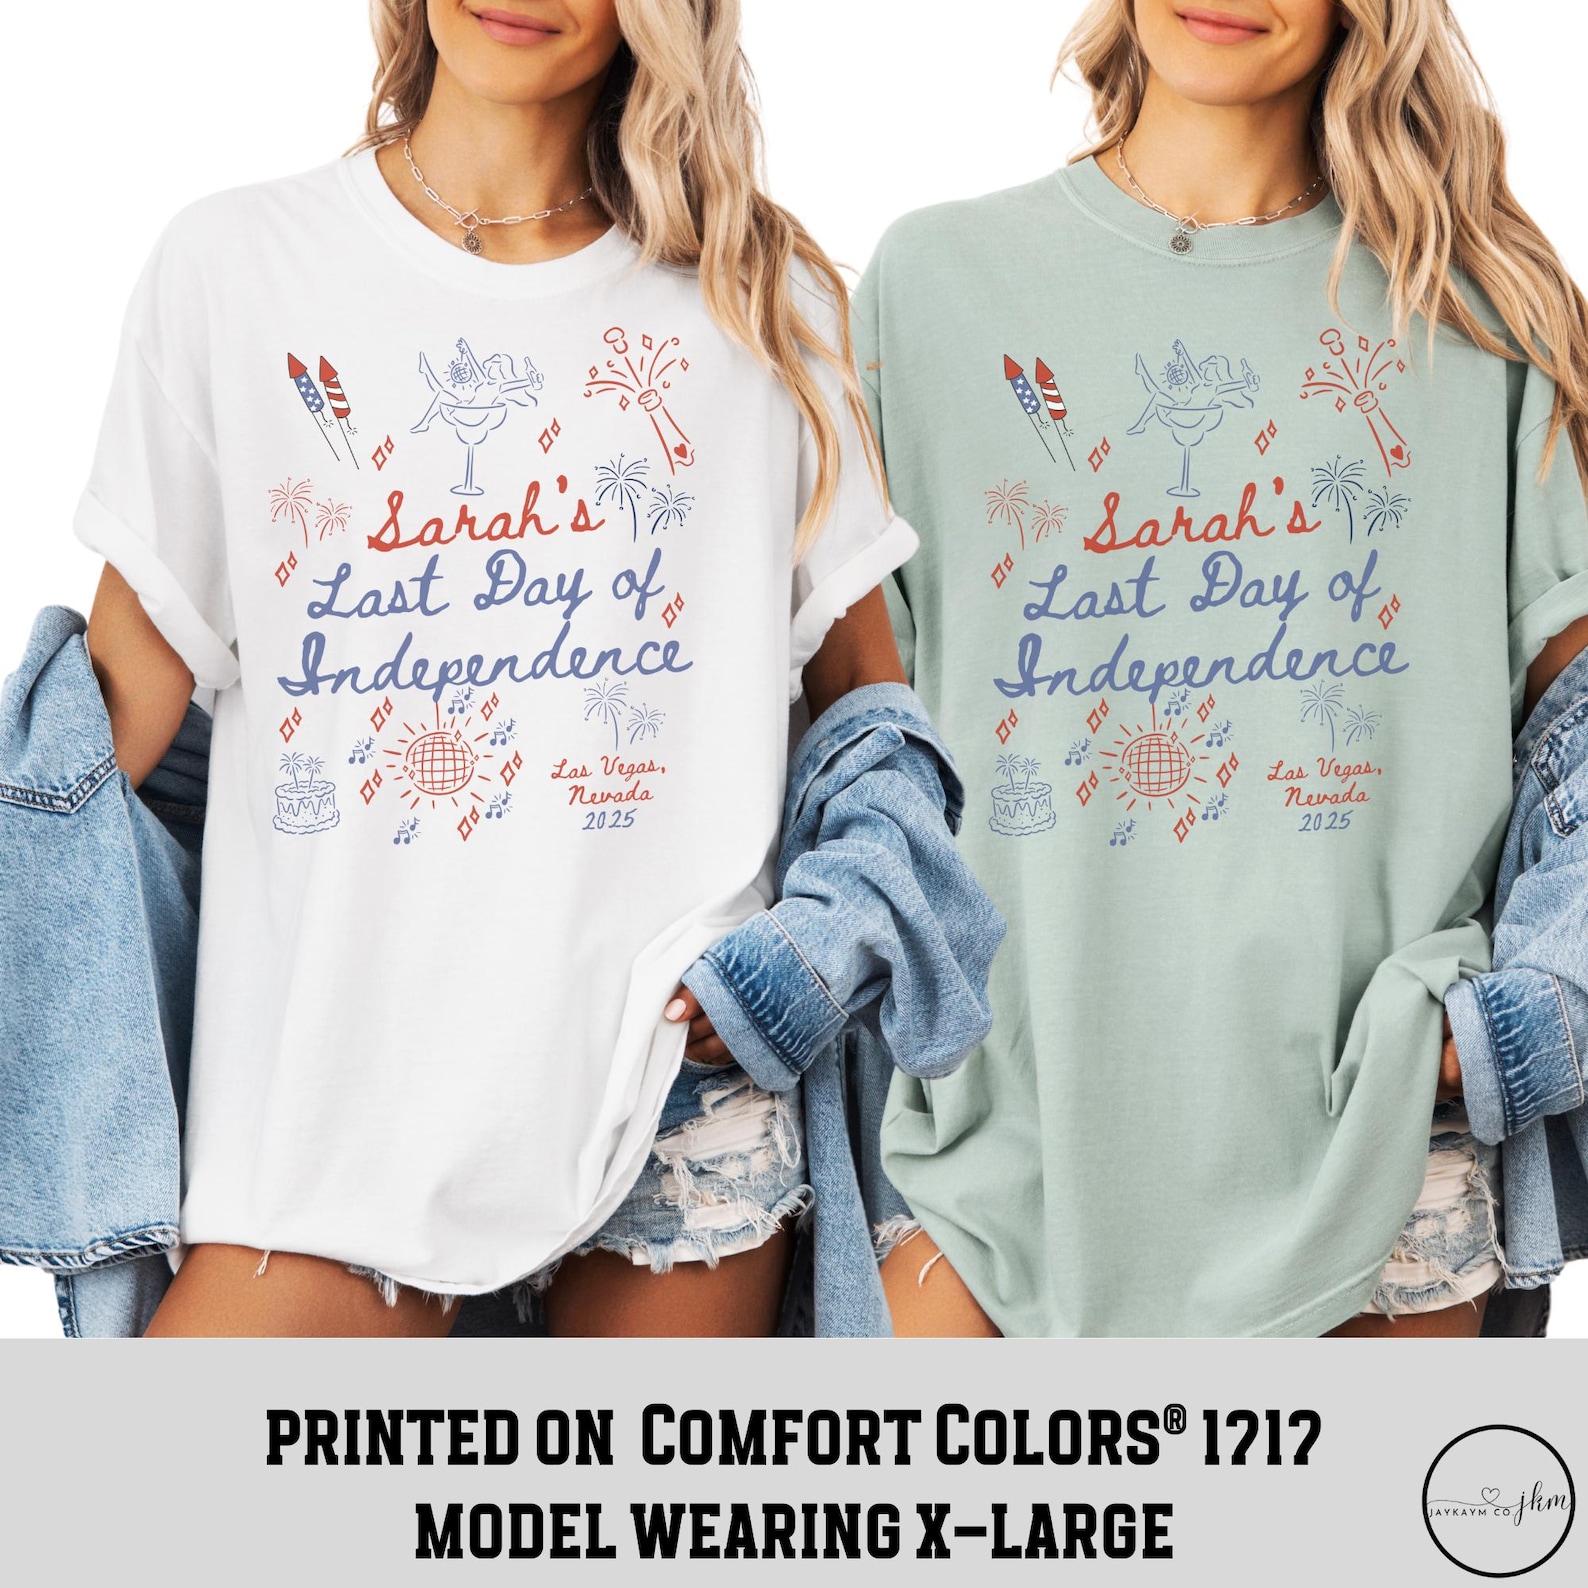 Sarah's
Last Day of
Independence
Las Vegas,
Nevada
2025
Sarah's
Last Day of
Independence
Las Vegas,
Nevada
2025
PRINTED ON COMFORT COLORS® 1717
MODEL WEARING X-LARGE
JAYKAYM CO
jkm